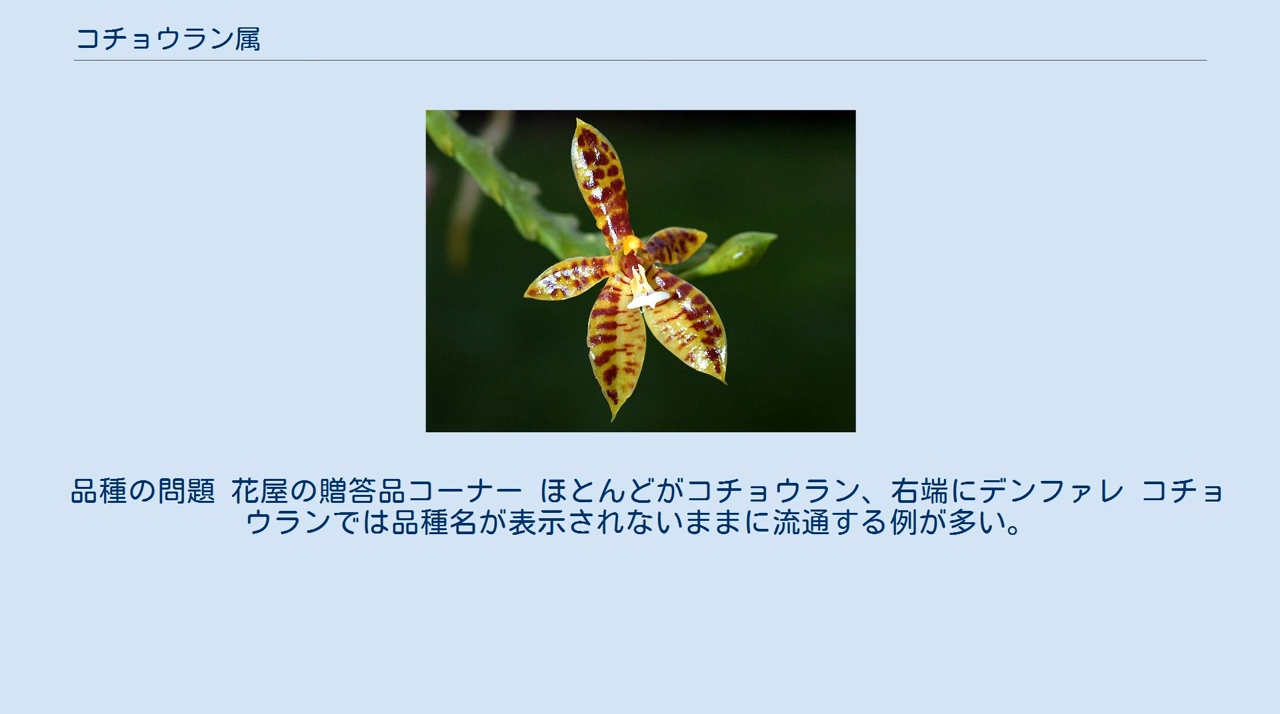 コチョウラン属
品種の問題 花屋の贈答品コーナー ほとんどがコチョウラン、右端にデンファレ コチョ
ウランでは品種名が表示されないままに流通する例が多い。